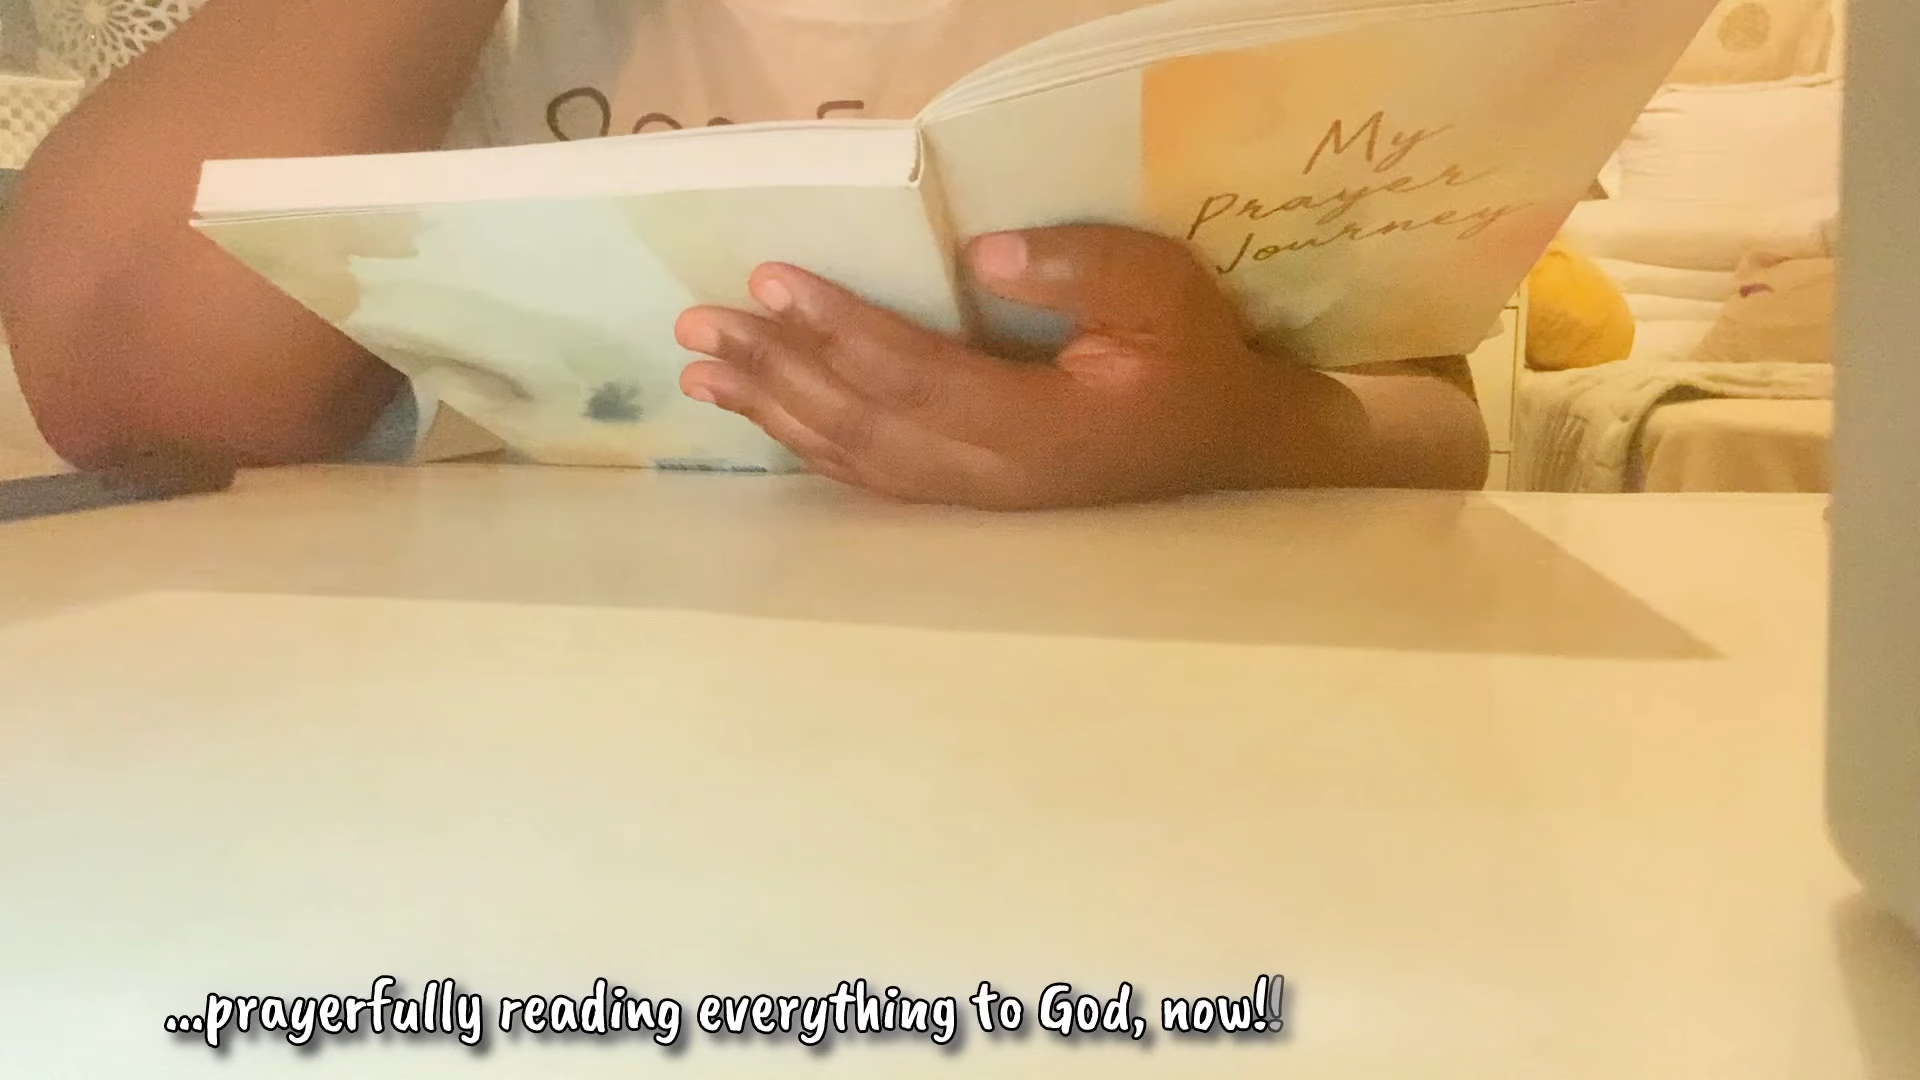 My
Prayer
Journey
...prayerfully reading everything to God, now!!